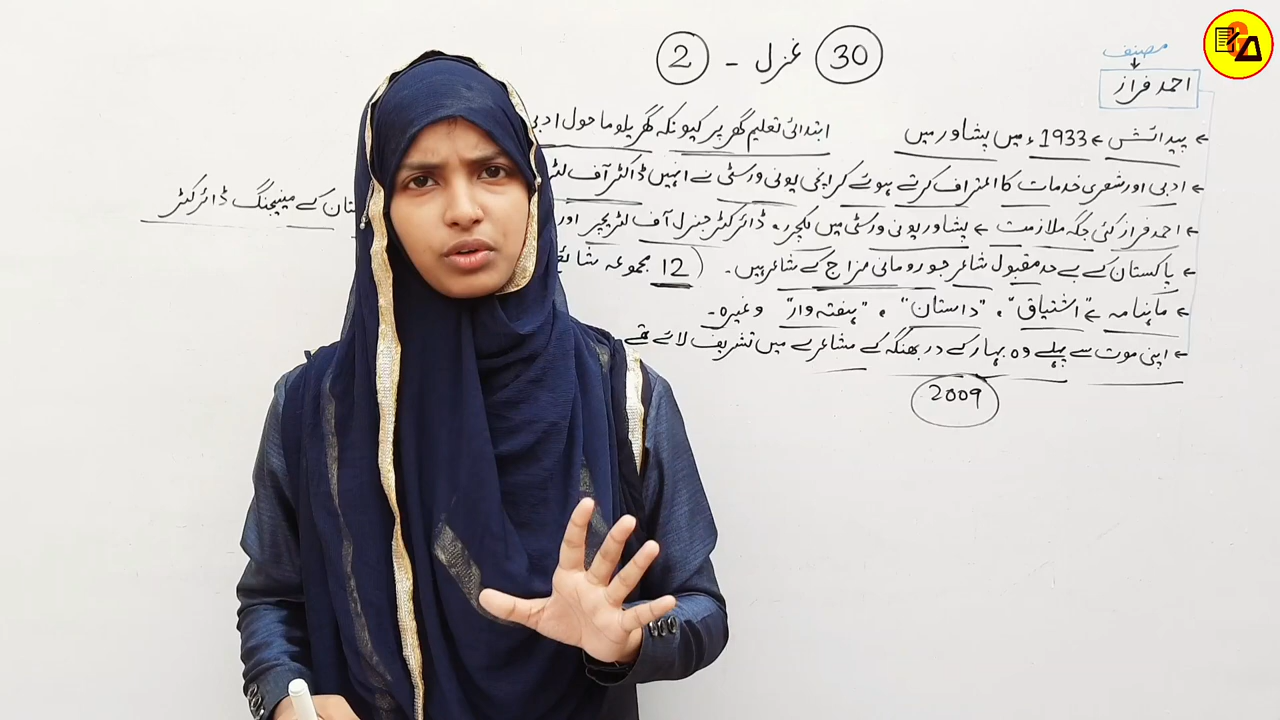 30 غزل - 2
مصنف
احمد فراز
← پیدائش ← 1933ء میں پشاور میں ابتدائی تعلیم گھر پر کیونکہ گھریلو ماحول ادبی
← ادبی اور شعری خدمات کا اعتراف کرتے ہوئے کراچی یونی ورسٹی نے انہیں ڈاکٹر آف لٹر
← احمد فراز کئی جگہ ملازمت ← پشاور یونی ورسٹی میں لکچرر، ڈائرکٹر جنرل آف لٹریچر اور کے مینیجنگ ڈائرکٹر
← پاکستان کے بے حد مقبول شاعر جو رومانی مزاج کے شاعر ہیں۔ (12 مجموعہ شائع
← ماہنامہ ← "اشتیاق"، "داستان"، "ہفتہ وار" وغیرہ۔
← اپنی موت سے پہلے وہ بہار کے دربھنگہ کے مشاعرے میں تشریف لائے تھے
2009